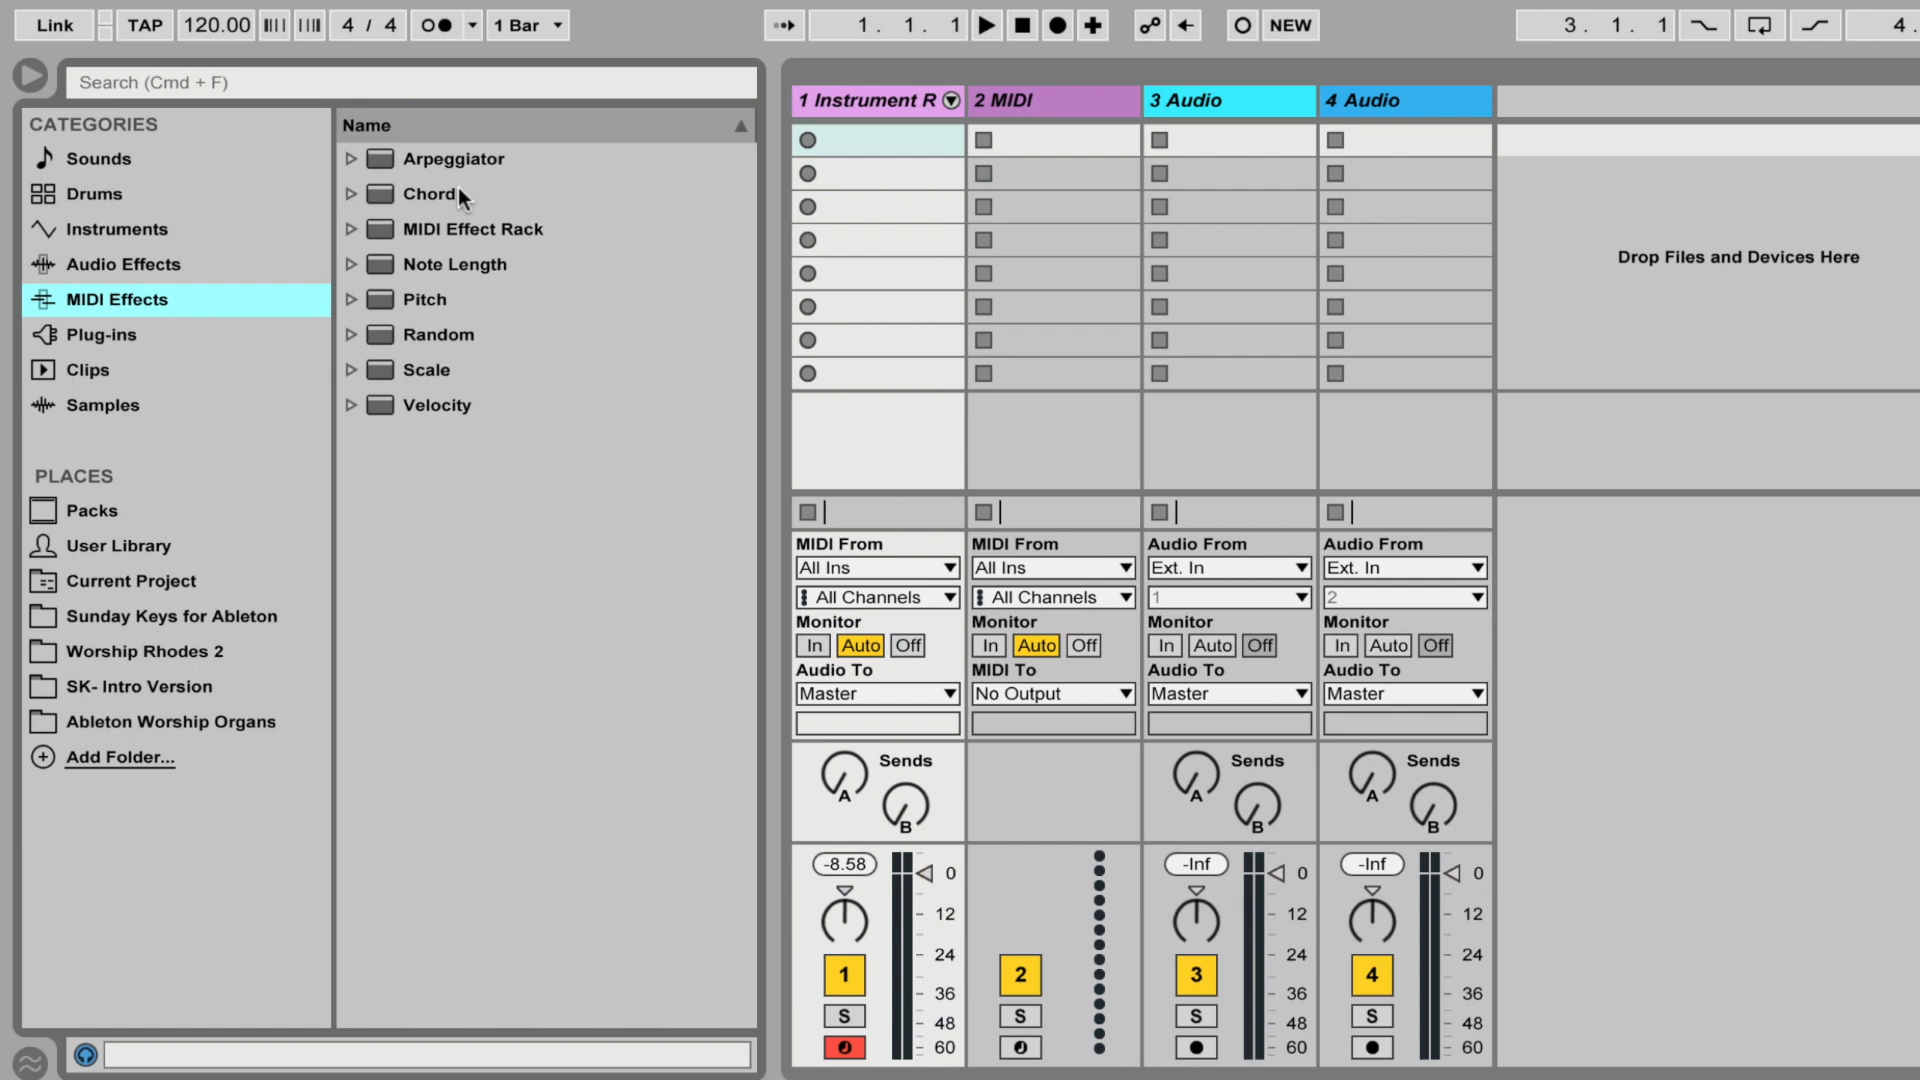 Link TAP 120.00 4 / 4 1 Bar 1. 1. 1 NEW 3. 1. 1 4.
Search (Cmd + F)
CATEGORIES
Sounds
Drums
Instruments
Audio Effects
MIDI Effects
Plug-ins
Clips
Samples
PLACES
Packs
User Library
Current Project
Sunday Keys for Ableton
Worship Rhodes 2
SK- Intro Version
Ableton Worship Organs
Add Folder...
Name
Arpeggiator
Chord
MIDI Effect Rack
Note Length
Pitch
Random
Scale
Velocity
1 Instrument R 2 MIDI 3 Audio 4 Audio
Drop Files and Devices Here
MIDI From MIDI From Audio From Audio From
All Ins All Ins Ext. In Ext. In
All Channels All Channels 1 2
Monitor Monitor Monitor Monitor
In Auto Off In Auto Off In Auto Off In Auto Off
Audio To MIDI To Audio To Audio To
Master No Output Master Master
Sends Sends Sends
A A A
B B B
-8.58 0 -Inf 0 -Inf 0
12 12 12
24 24 24
1 2 3 4
36 36 36
S S S S
48 48 48
60 60 60